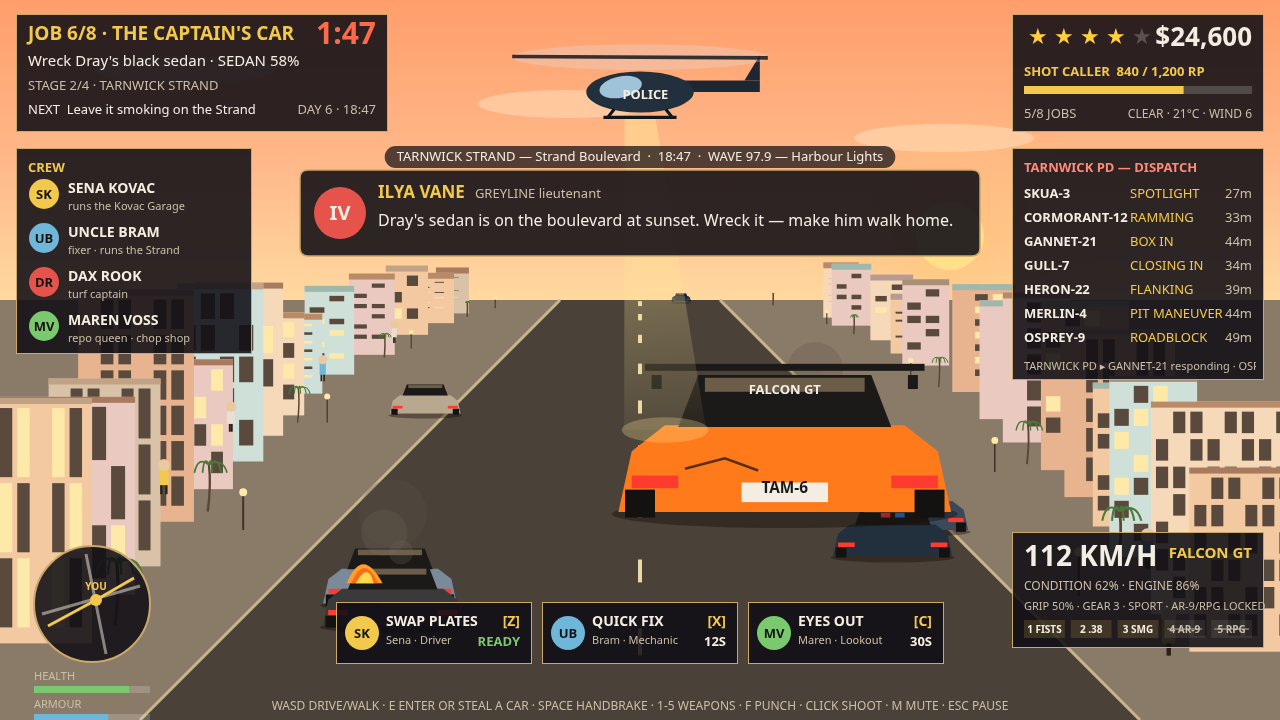 JOB 6/8 · THE CAPTAIN'S CAR 1:47
Wreck Dray's black sedan · SEDAN 58%
STAGE 2/4 · TARNWICK STRAND
NEXT Leave it smoking on the Strand DAY 6 · 18:47
★ ★ ★ ★ ★ $24,600
SHOT CALLER 840 / 1,200 RP
5/8 JOBS CLEAR · 21°C · WIND 6
POLICE
TARNWICK STRAND — Strand Boulevard · 18:47 · WAVE 97.9 — Harbour Lights
IV
ILYA VANE GREYLINE lieutenant
Dray's sedan is on the boulevard at sunset. Wreck it — make him walk home.
CREW
SK SENA KOVAC
runs the Kovac Garage
UB UNCLE BRAM
fixer · runs the Strand
DR DAX ROOK
turf captain
MV MAREN VOSS
repo queen · chop shop
TARNWICK PD — DISPATCH
SKUA-3 SPOTLIGHT 27m
CORMORANT-12 RAMMING 33m
GANNET-21 BOX IN 44m
GULL-7 CLOSING IN 34m
HERON-22 FLANKING 39m
MERLIN-4 PIT MANEUVER 44m
OSPREY-9 ROADBLOCK 49m
TARNWICK PD ▸ GANNET-21 responding · OSF
FALCON GT
TAM-6
YOU
HEALTH
ARMOUR
SK SWAP PLATES [Z]
Sena · Driver READY
UB QUICK FIX [X]
Bram · Mechanic 12S
MV EYES OUT [C]
Maren · Lookout 30S
112 KM/H FALCON GT
CONDITION 62% · ENGINE 86%
GRIP 50% · GEAR 3 · SPORT · AR-9/RPG LOCKED
1 FISTS 2 .38 3 SMG 4 AR-9 5 RPG
WASD DRIVE/WALK · E ENTER OR STEAL A CAR · SPACE HANDBRAKE · 1-5 WEAPONS · F PUNCH · CLICK SHOOT · M MUTE · ESC PAUSE